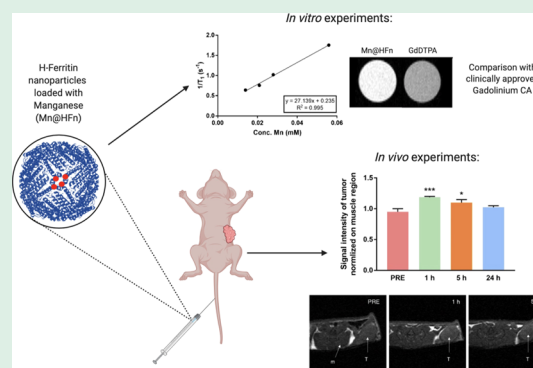 In vitro experiments:
H-Ferritin
nanoparticles
loaded with
Manganese
(Mn@HFn)
2.0
1.5
1.0
0.5
0.0
0.00
0.02
0.04
0.06
1/T1 (s-1)
Conc. Mn (mM)
y = 27.139x + 0.235
R2 = 0.995
Mn@HFn
GdDTPA
Comparison with
clinically approve
Gadolinium CA
In vivo experiments:
Signal intensity of tumor
normlized on muscle region
1.5
1.0
0.5
0.0
***
*
PRE
1 h
5 h
24 h
PRE
m
T
1 h
T
T